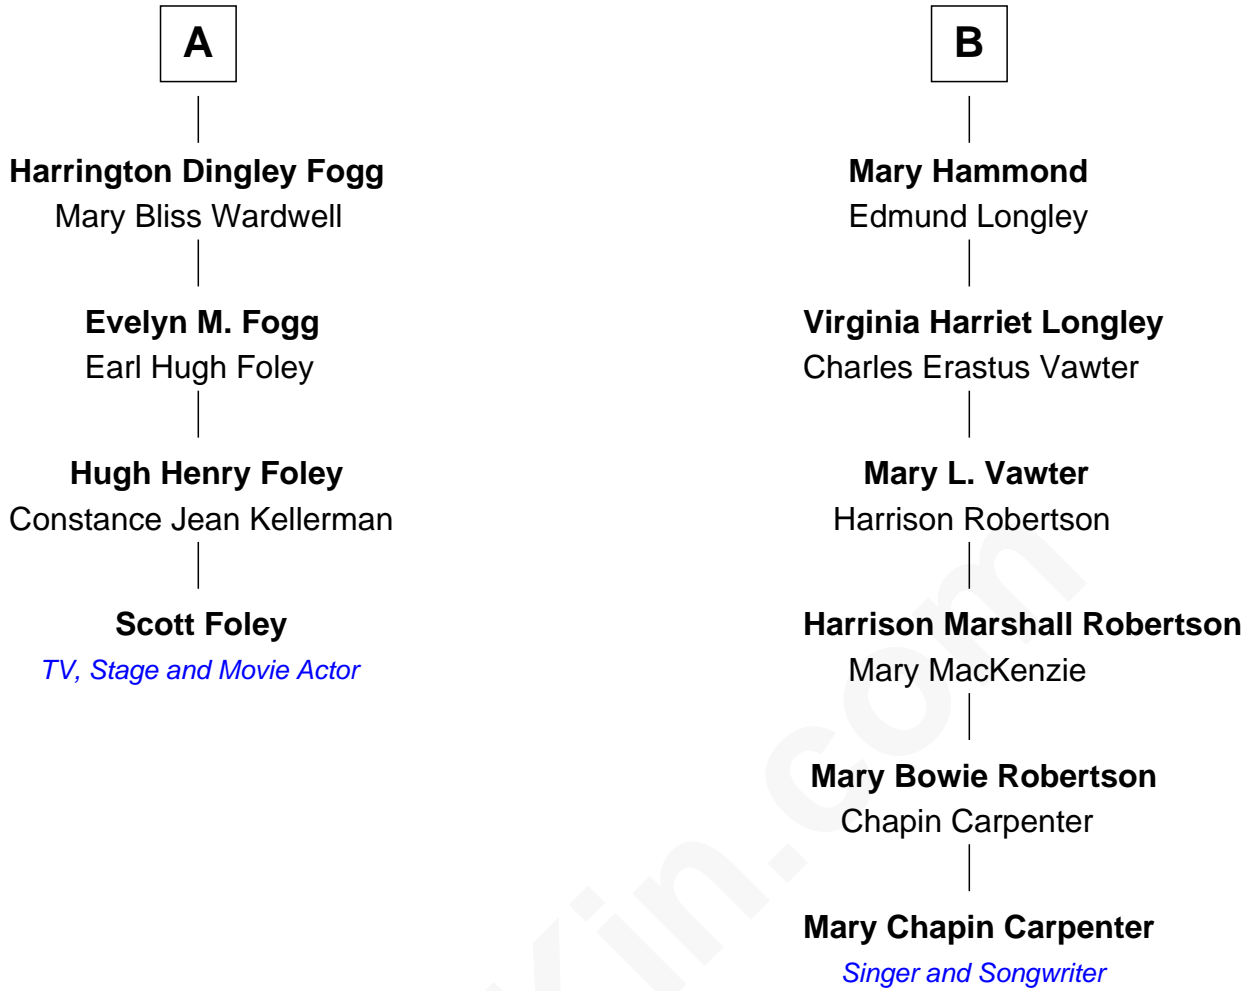 A
Harrington Dingley Fogg
Mary Bliss Wardwell
Evelyn M. Fogg
Earl Hugh Foley
Hugh Henry Foley
Constance Jean Kellerman
Scott Foley
TV, Stage and Movie Actor
B
Mary Hammond
Edmund Longley
Virginia Harriet Longley
Charles Erastus Vawter
Mary L. Vawter
Harrison Robertson
Harrison Marshall Robertson
Mary MacKenzie
Mary Bowie Robertson
Chapin Carpenter
Mary Chapin Carpenter
Singer and Songwriter
Kin.com